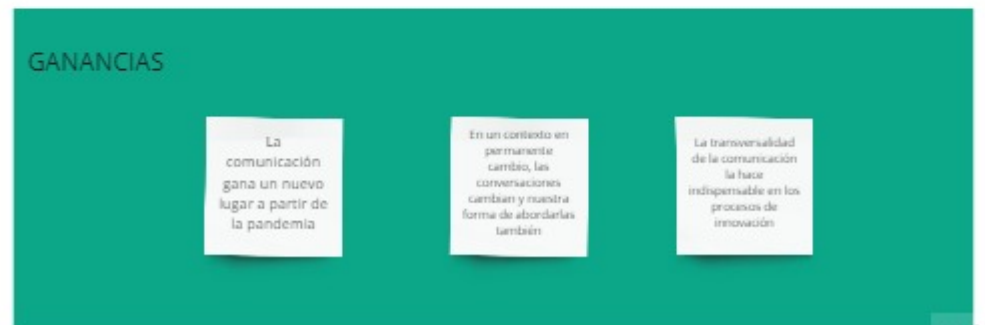 GANANCIAS
La
comunicación
gana un nuevo
lugar a partir de
la pandemia
En un contexto en
permanente
cambio, las
conversaciones
cambian y nuestra
forma de abordarlas
también
La transversalidad
de la comunicación
la hace
indispensable en los
procesos de
innovación